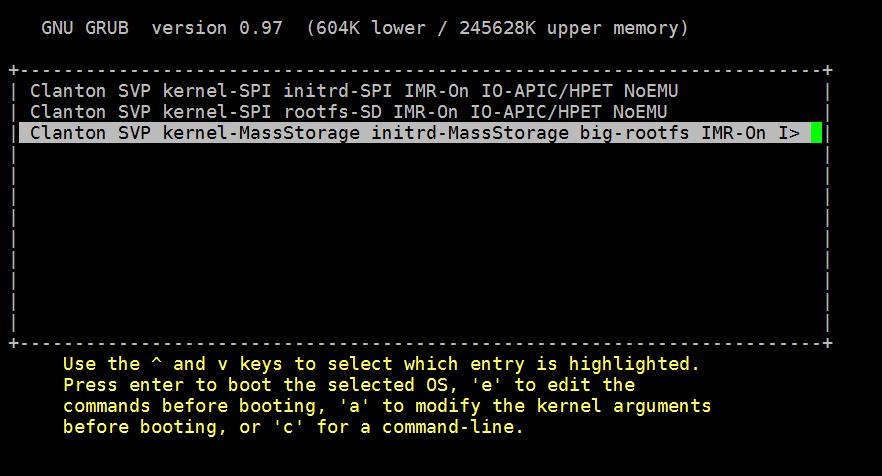 GNU GRUB  version 0.97  (604K lower / 245628K upper memory)
Clanton SVP kernel-SPI initrd-SPI IMR-On IO-APIC/HPET NoEMU
Clanton SVP kernel-SPI rootfs-SD IMR-On IO-APIC/HPET NoEMU
Clanton SVP kernel-MassStorage initrd-MassStorage big-rootfs IMR-On I>
Use the ^ and v keys to select which entry is highlighted.
Press enter to boot the selected OS, 'e' to edit the
commands before booting, 'a' to modify the kernel arguments
before booting, or 'c' for a command-line.